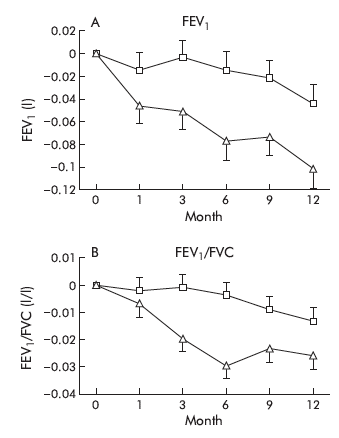 A
FEV₁
0.02
0
−0.02
−0.04
−0.06
−0.08
−0.1
−0.12
FEV₁ (l)
0 1 3 6 9 12
Month
B
FEV₁/FVC
0.01
0
−0.01
−0.02
−0.03
−0.04
FEV₁/FVC (l/l)
0 1 3 6 9 12
Month